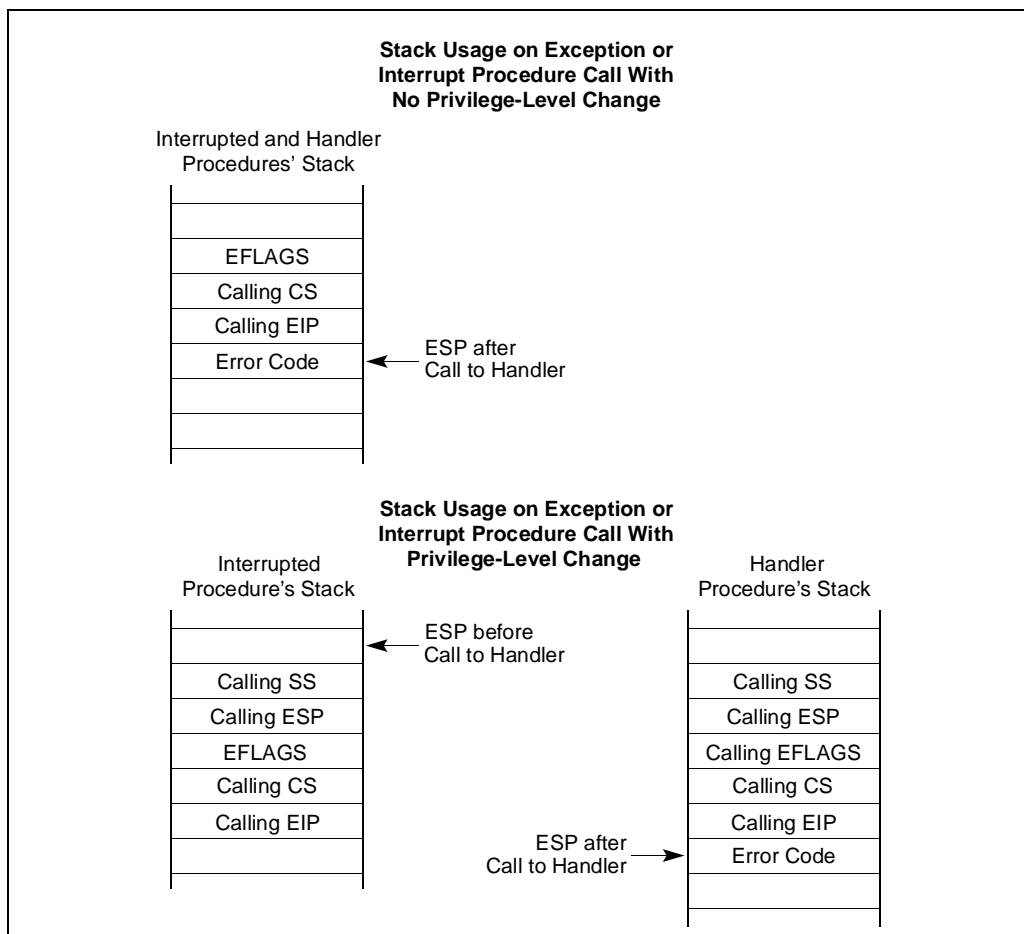 Stack Usage on Exception or
Interrupt Procedure Call With
No Privilege-Level Change
Interrupted and Handler
Procedures’ Stack
EFLAGS
Calling CS
Calling EIP
Error Code
ESP after
Call to Handler
Stack Usage on Exception or
Interrupt Procedure Call With
Privilege-Level Change
Interrupted
Procedure’s Stack
ESP before
Call to Handler
Calling SS
Calling ESP
EFLAGS
Calling CS
Calling EIP
Handler
Procedure’s Stack
Calling SS
Calling ESP
Calling EFLAGS
Calling CS
Calling EIP
Error Code
ESP after
Call to Handler